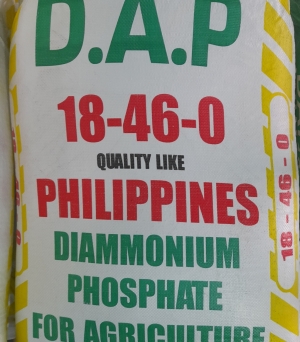 D.A.P
18-46-0
QUALITY LIKE
PHILIPPINES
DIAMMONIUM
PHOSPHATE
FOR AGRICULTURE
18-46-0